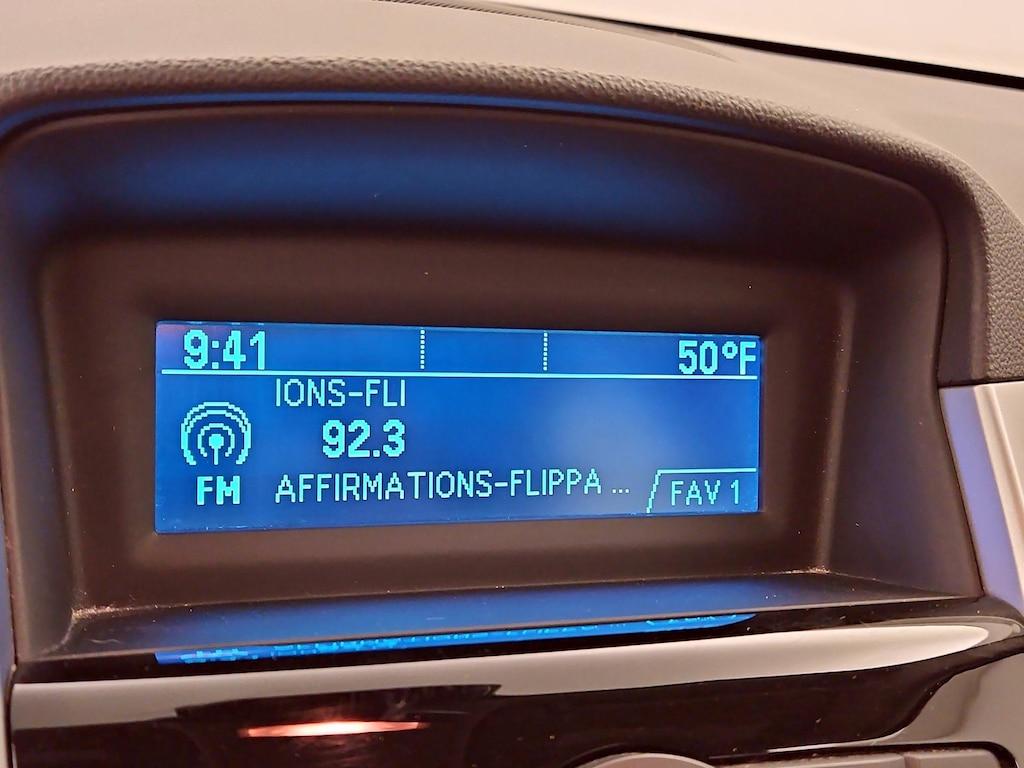 9:41 50°F
IONS-FLI
92.3
FM AFFIRMATIONS-FLIPPA ... FAV 1